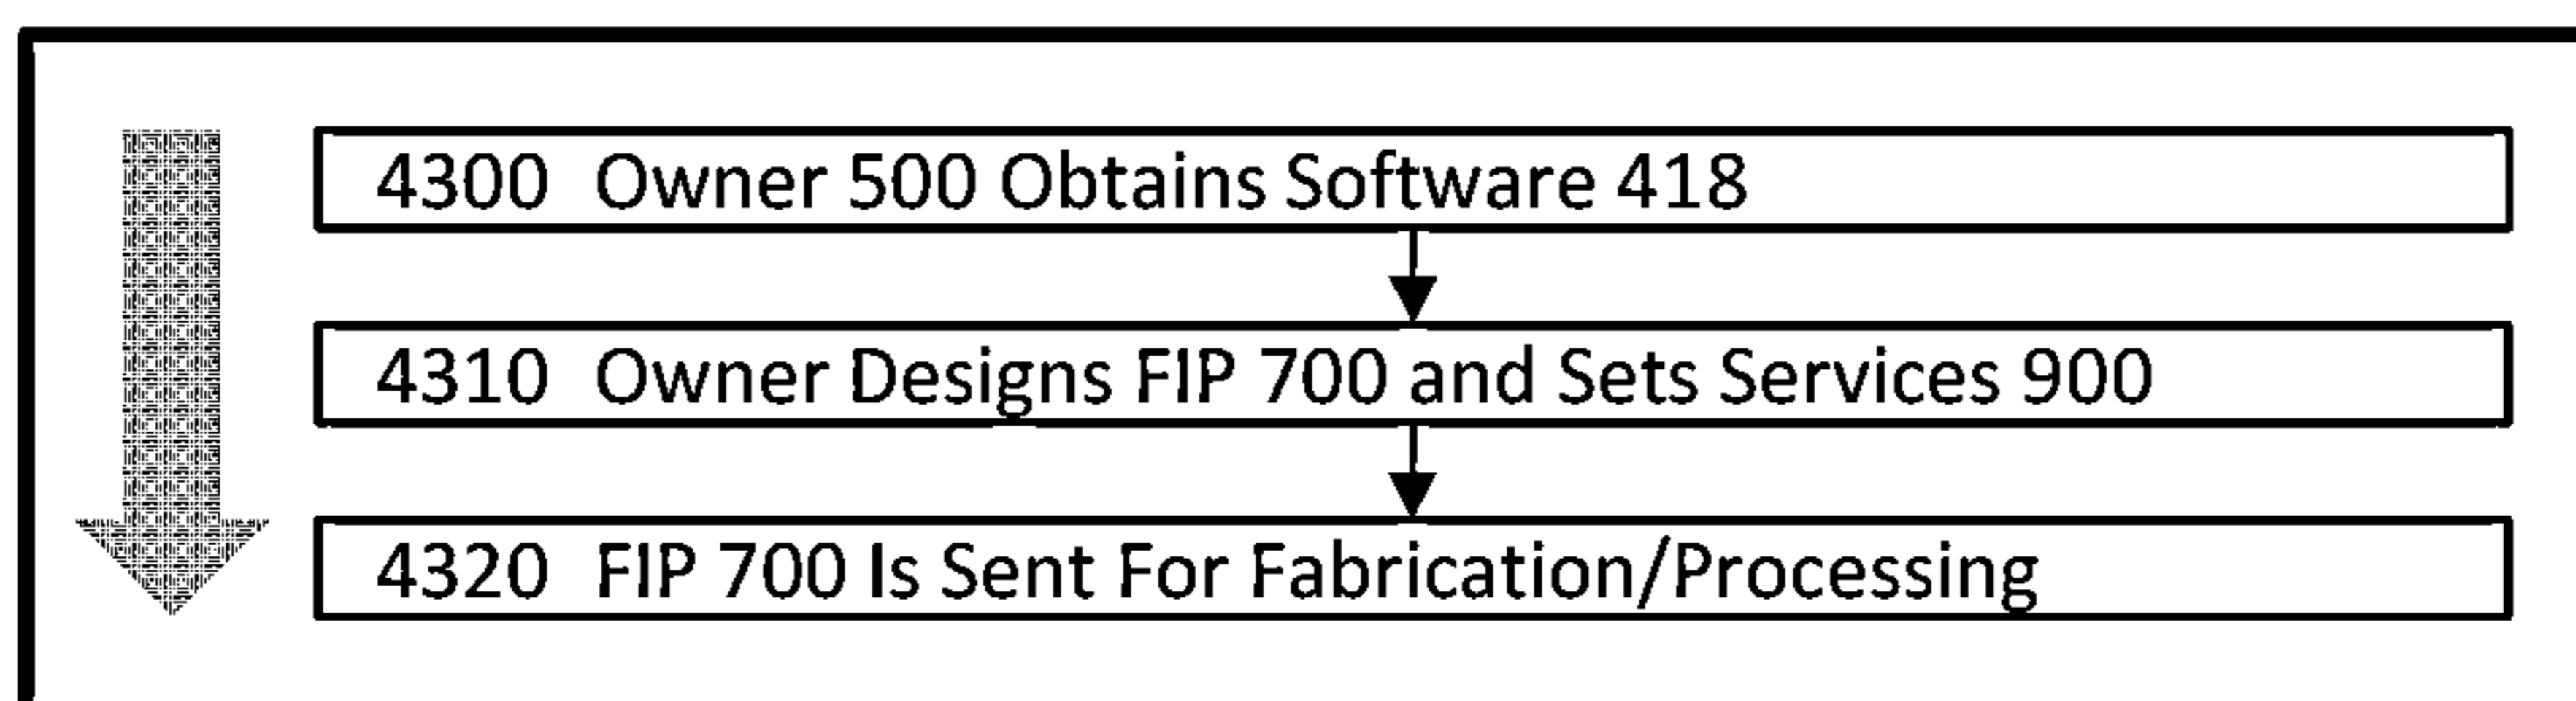 4300 Owner 500 Obtains Software 418
4310 Owner Designs FIP 700 and Sets Services 900
4320 FIP 700 Is Sent For Fabrication/Processing